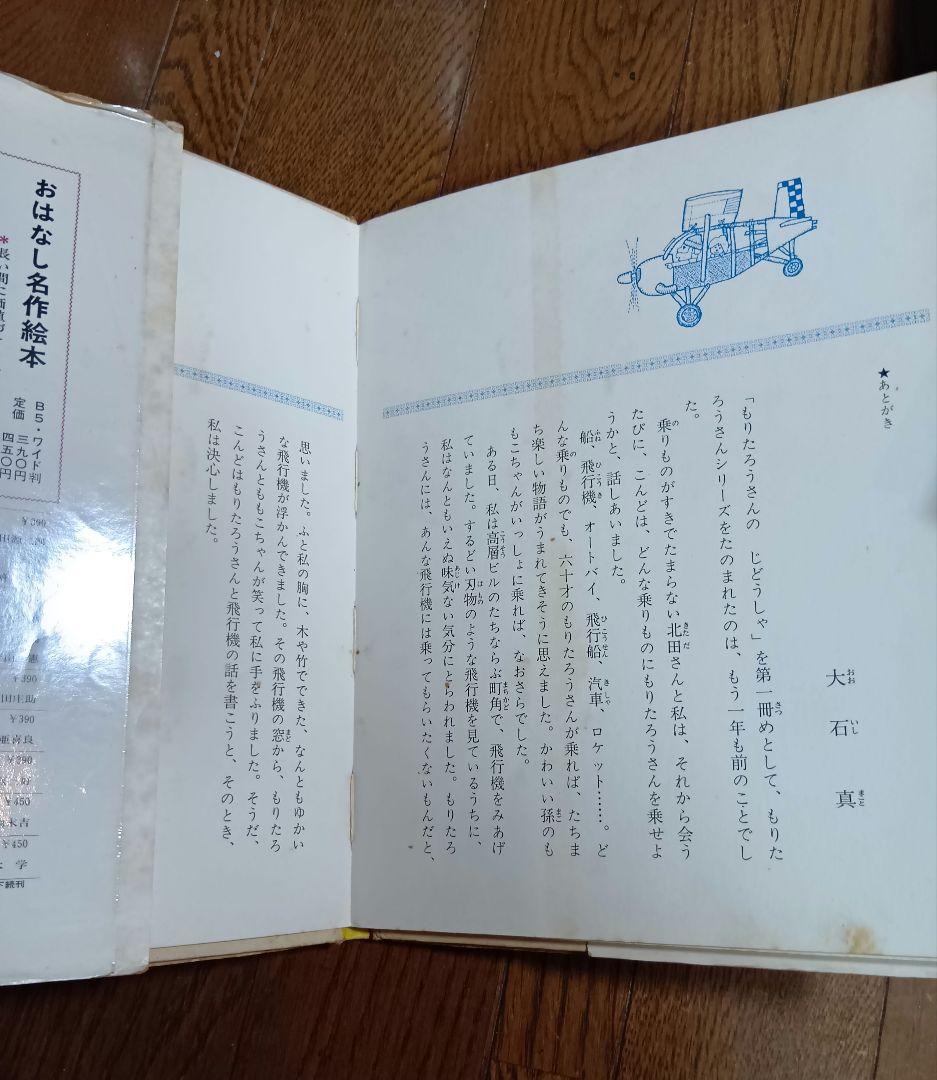 ★あとがき
大石真
おおいしまこと
「もりたろうさんの　じどうしゃ」を第一冊めとして、もりた
ろうさんシリーズをたのまれたのは、もう一年も前のことでし
た。
乗りものがすきでたまらない北田さんと私は、それから会う
たびに、こんどは、どんな乗りものにもりたろうさんを乗せよ
うかと、話しあいました。
船、飛行機、オートバイ、飛行船、汽車、ロケット……。ど
んな乗りものでも、六十才のもりたろうさんが乗れば、たちま
ち楽しい物語がうまれてきそうに思えました。かわいい孫のも
もこちゃんがいっしょに乗れば、なおさらでした。
ある日、私は高層ビルのたちならぶ町角で、飛行機をみあげ
ていました。するどい刃物のような飛行機を見ているうちに、
私はなんともいえぬ味気ない気分にとらわれました。もりたろ
うさんには、あんな飛行機には乗ってもらいたくないもんだと、
思いました。ふと私の胸に、木や竹でできた、なんともゆかい
な飛行機が浮かんできました。その飛行機の窓から、もりたろ
うさんとももこちゃんが笑って私に手をふりました。そうだ、
こんどはもりたろうさんと飛行機の話を書こうと、そのとき、
私は決心しました。
おはなし名作絵本
B5・ワイド判
定価　三九〇円
四五〇円
¥390
¥390
¥390
¥390
¥450
¥450
下続刊